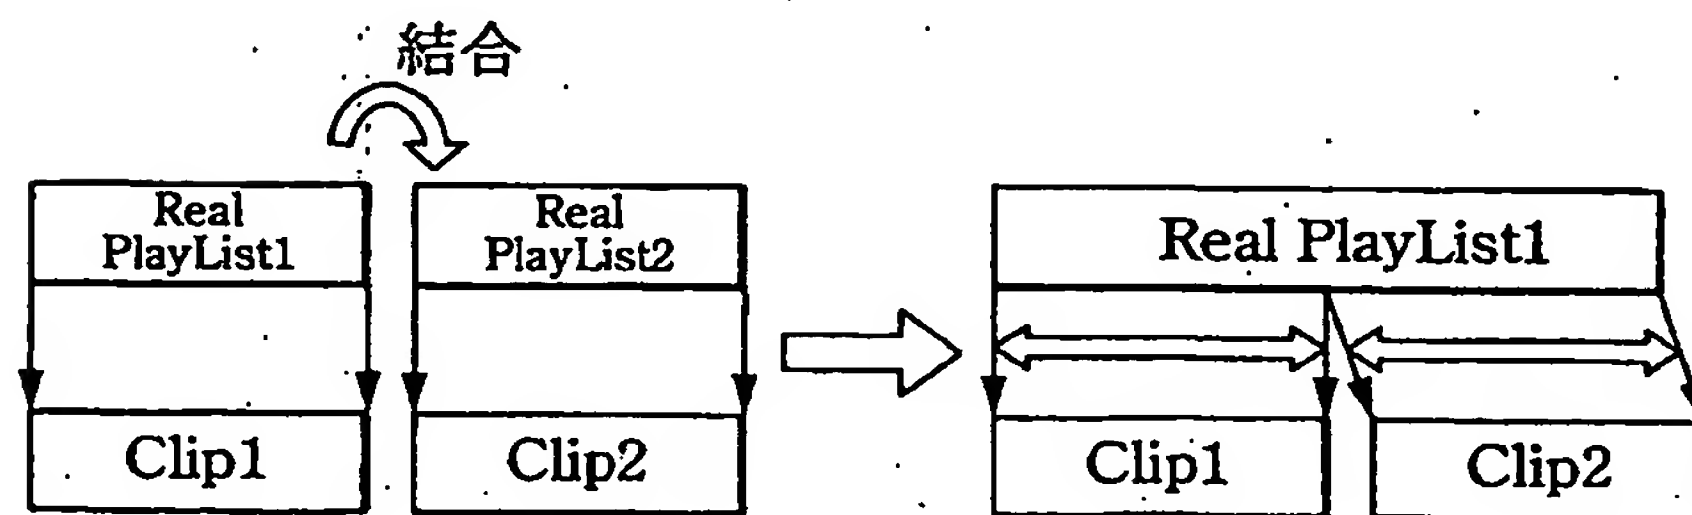 結合
Real
PlayList1
Real
PlayList2
Real PlayList1
Clip1
Clip2
Clip1
Clip2